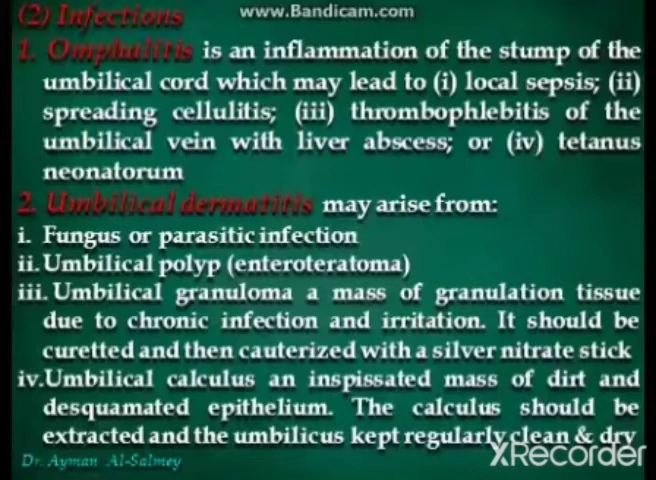 www.Bandicam.com
(2) Infections
1. Omphalitis is an inflammation of the stump of the
umbilical cord which may lead to (i) local sepsis; (ii)
spreading cellulitis; (iii) thrombophlebitis of the
umbilical vein with liver abscess; or (iv) tetanus
neonatorum
2. Umbilical dermatitis may arise from:
i. Fungus or parasitic infection
ii. Umbilical polyp (enteroteratoma)
iii. Umbilical granuloma a mass of granulation tissue
due to chronic infection and irritation. It should be
curetted and then cauterized with a silver nitrate stick
iv.Umbilical calculus an inspissated mass of dirt and
desquamated epithelium. The calculus should be
extracted and the umbilicus kept regularly clean & dry
Dr. Ayman Al-Salmey
XRecorder